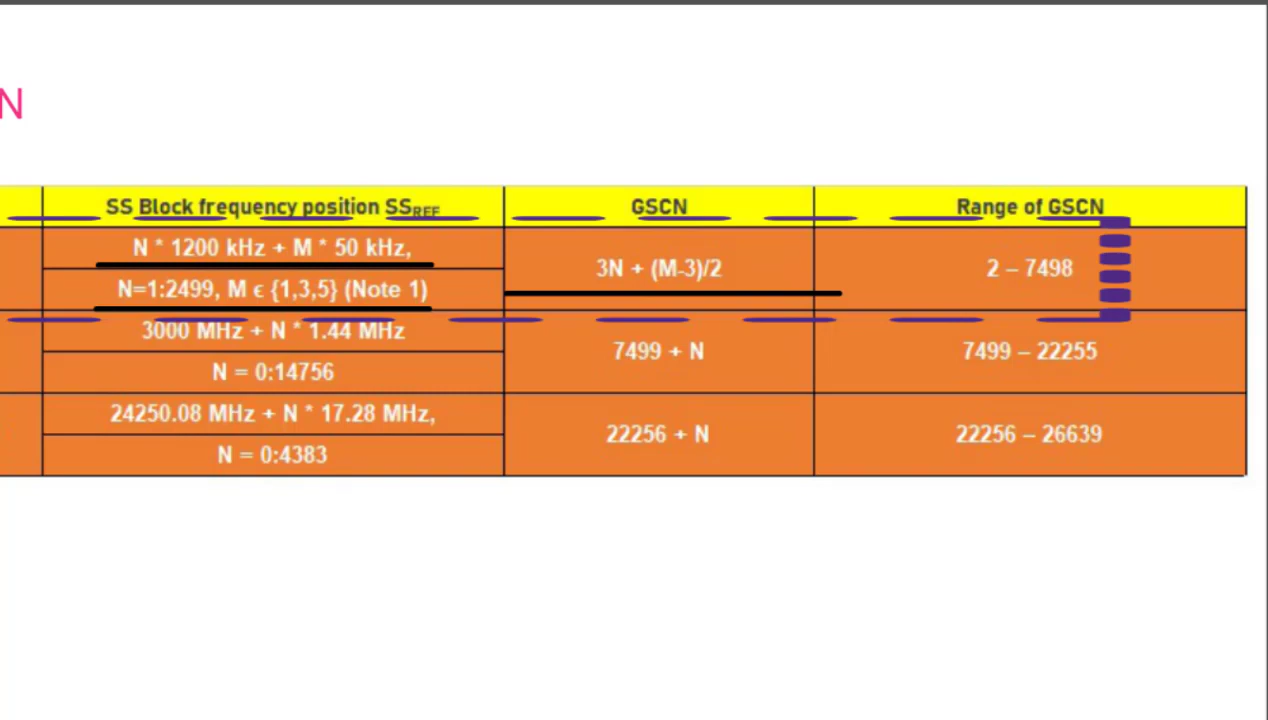 N
SS Block frequency position SSREF GSCN Range of GSCN
N * 1200 kHz + M * 50 kHz,
N=1:2499, M ϵ {1,3,5} (Note 1)
3N + (M-3)/2
2 – 7498
3000 MHz + N * 1.44 MHz
N = 0:14756
7499 + N
7499 – 22255
24250.08 MHz + N * 17.28 MHz,
N = 0:4383
22256 + N
22256 – 26639